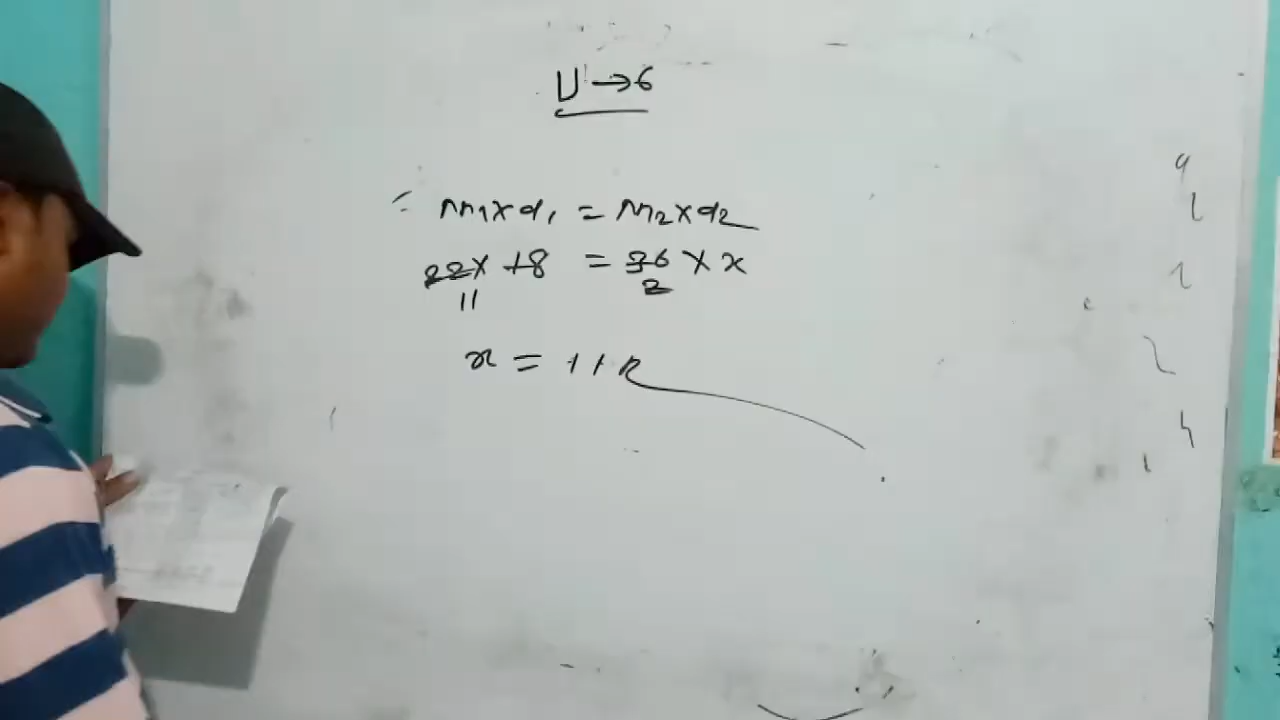 U → 6
m₁ × d₁ = m₂ × d₂
22 × 18 = 36 × x
11 2
x = 11